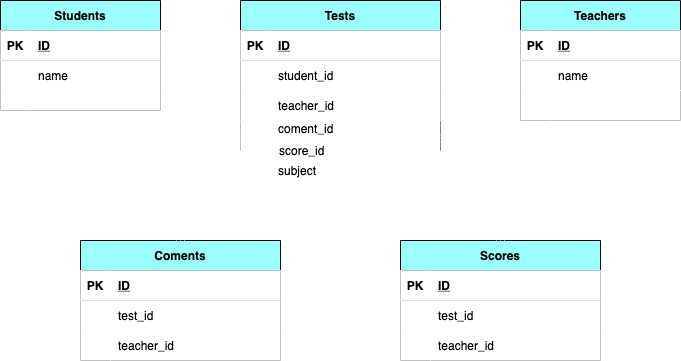 Students
PK ID
name
Tests
PK ID
student_id
teacher_id
coment_id
score_id
subject
Teachers
PK ID
name
Coments
PK ID
test_id
teacher_id
Scores
PK ID
test_id
teacher_id